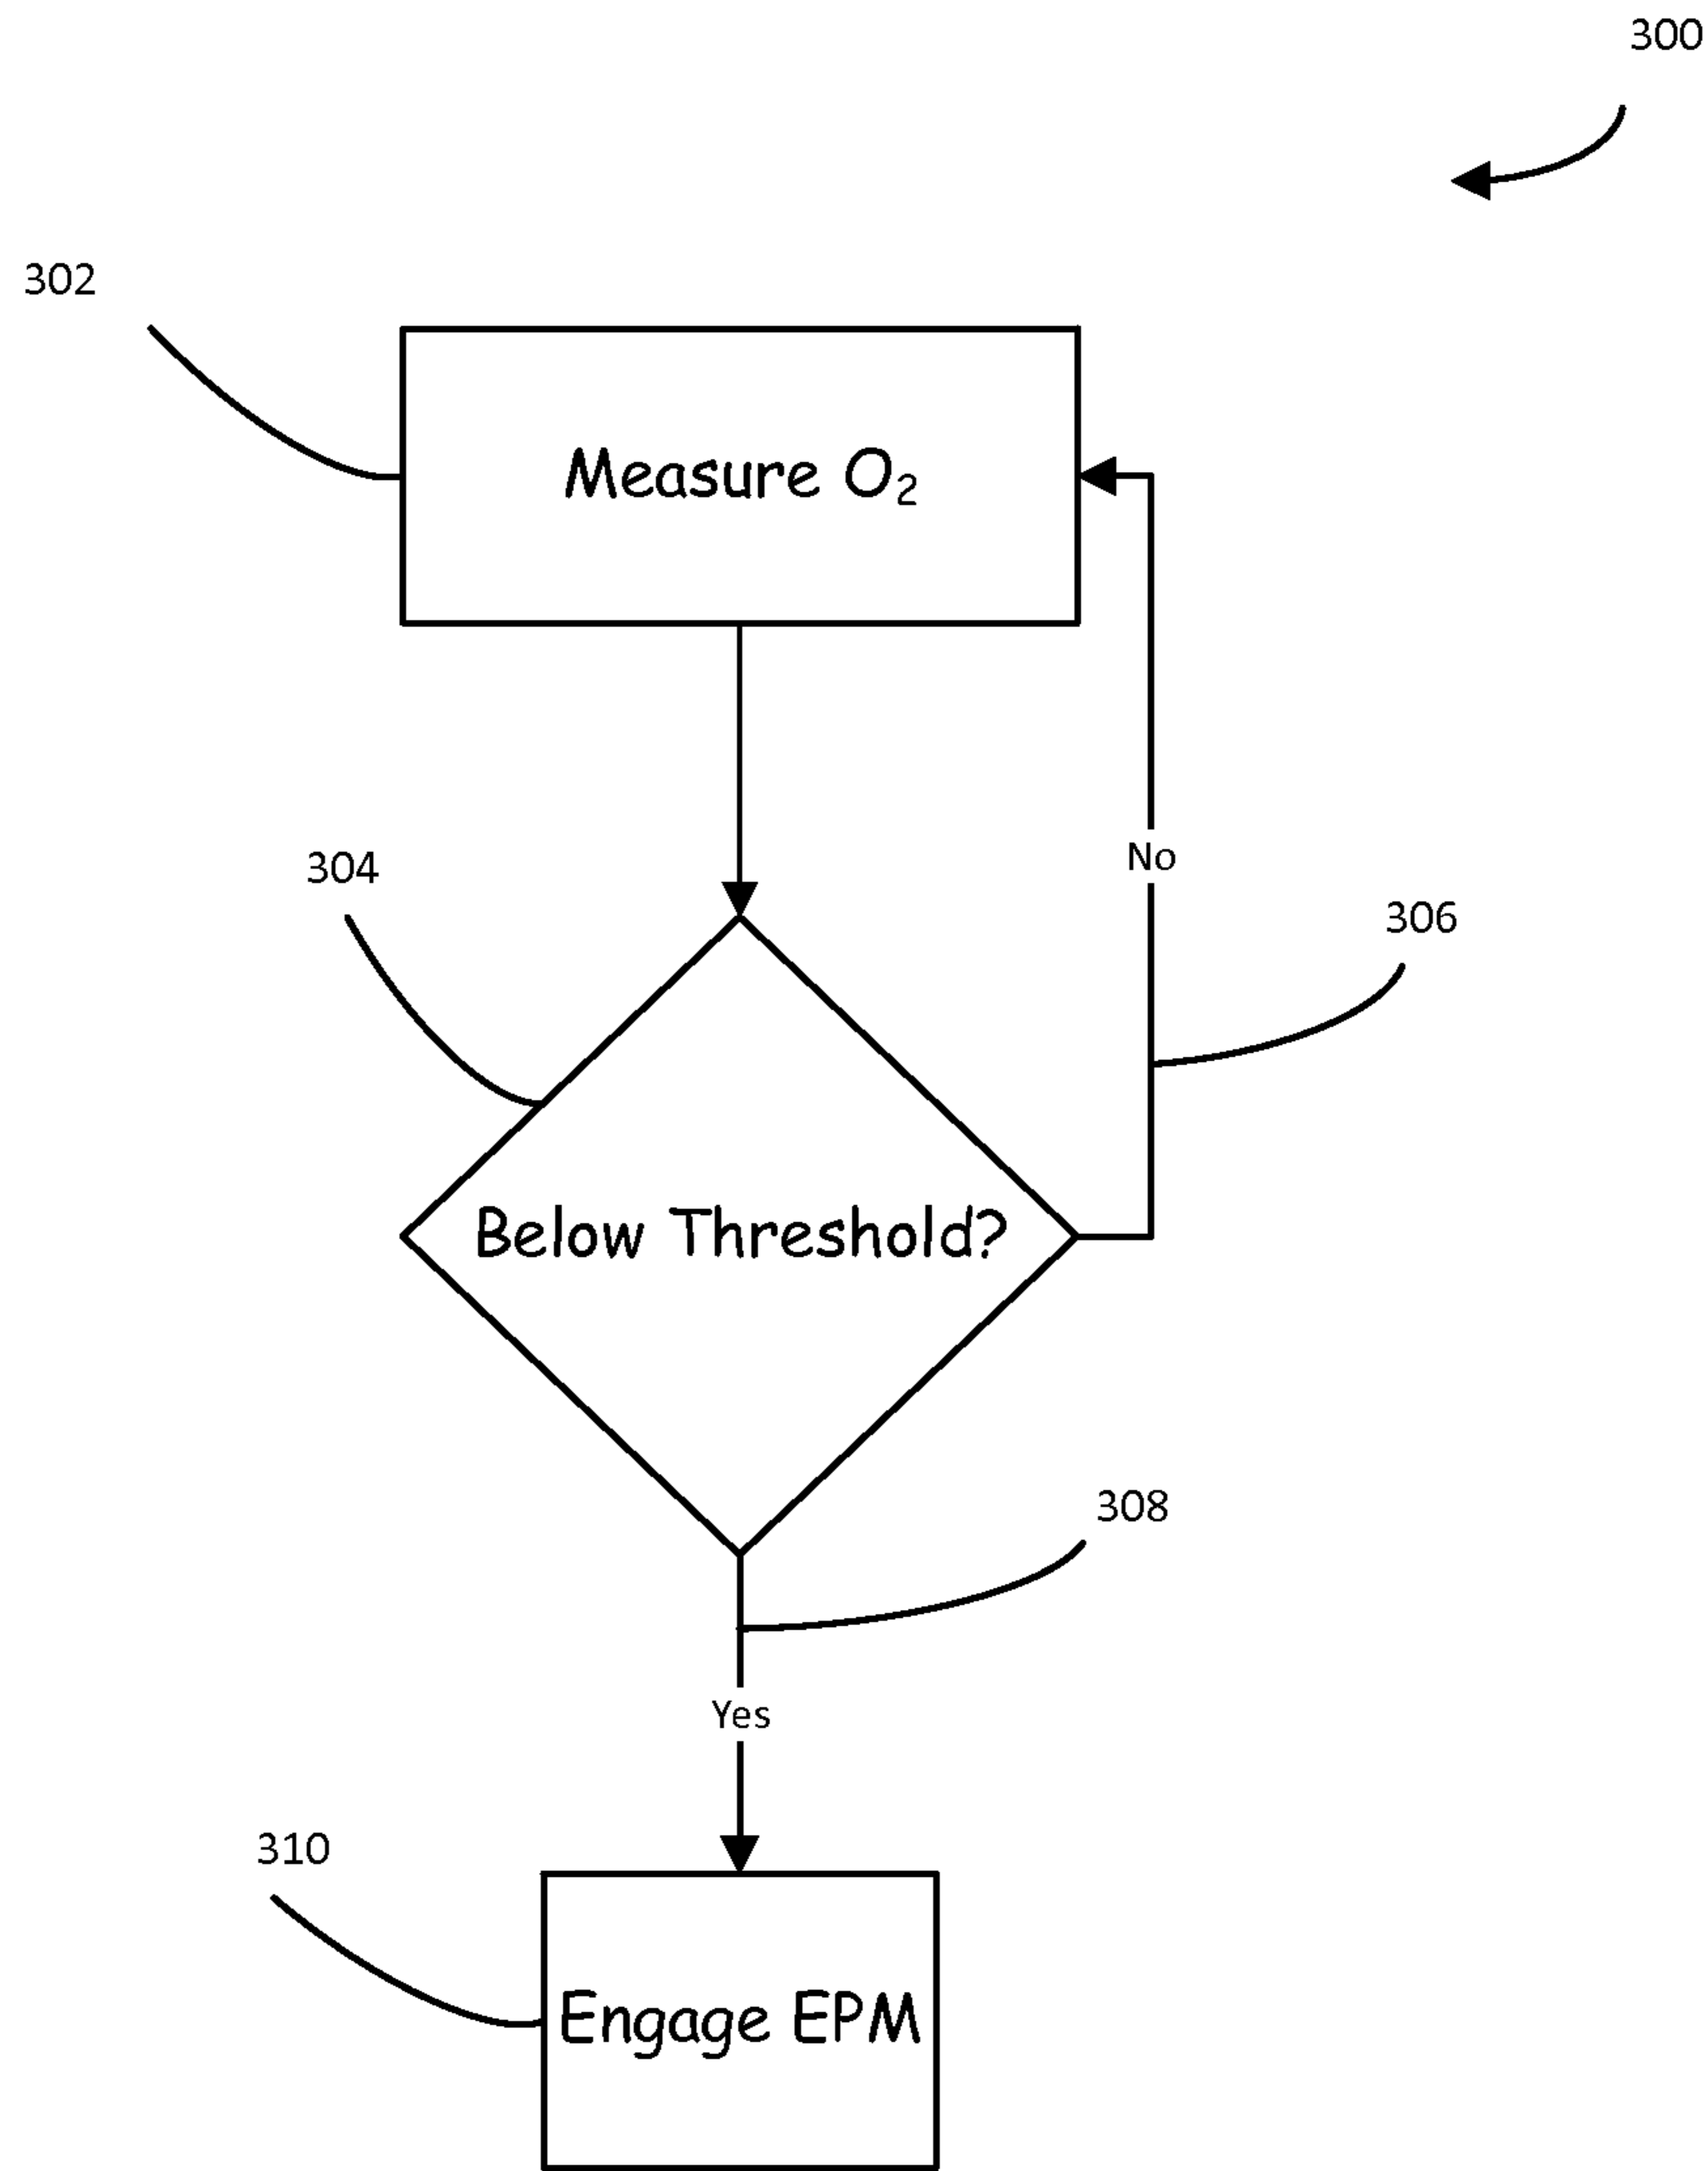 300
302
Measure O₂
304
No
306
Below Threshold?
308
Yes
310
Engage EPM